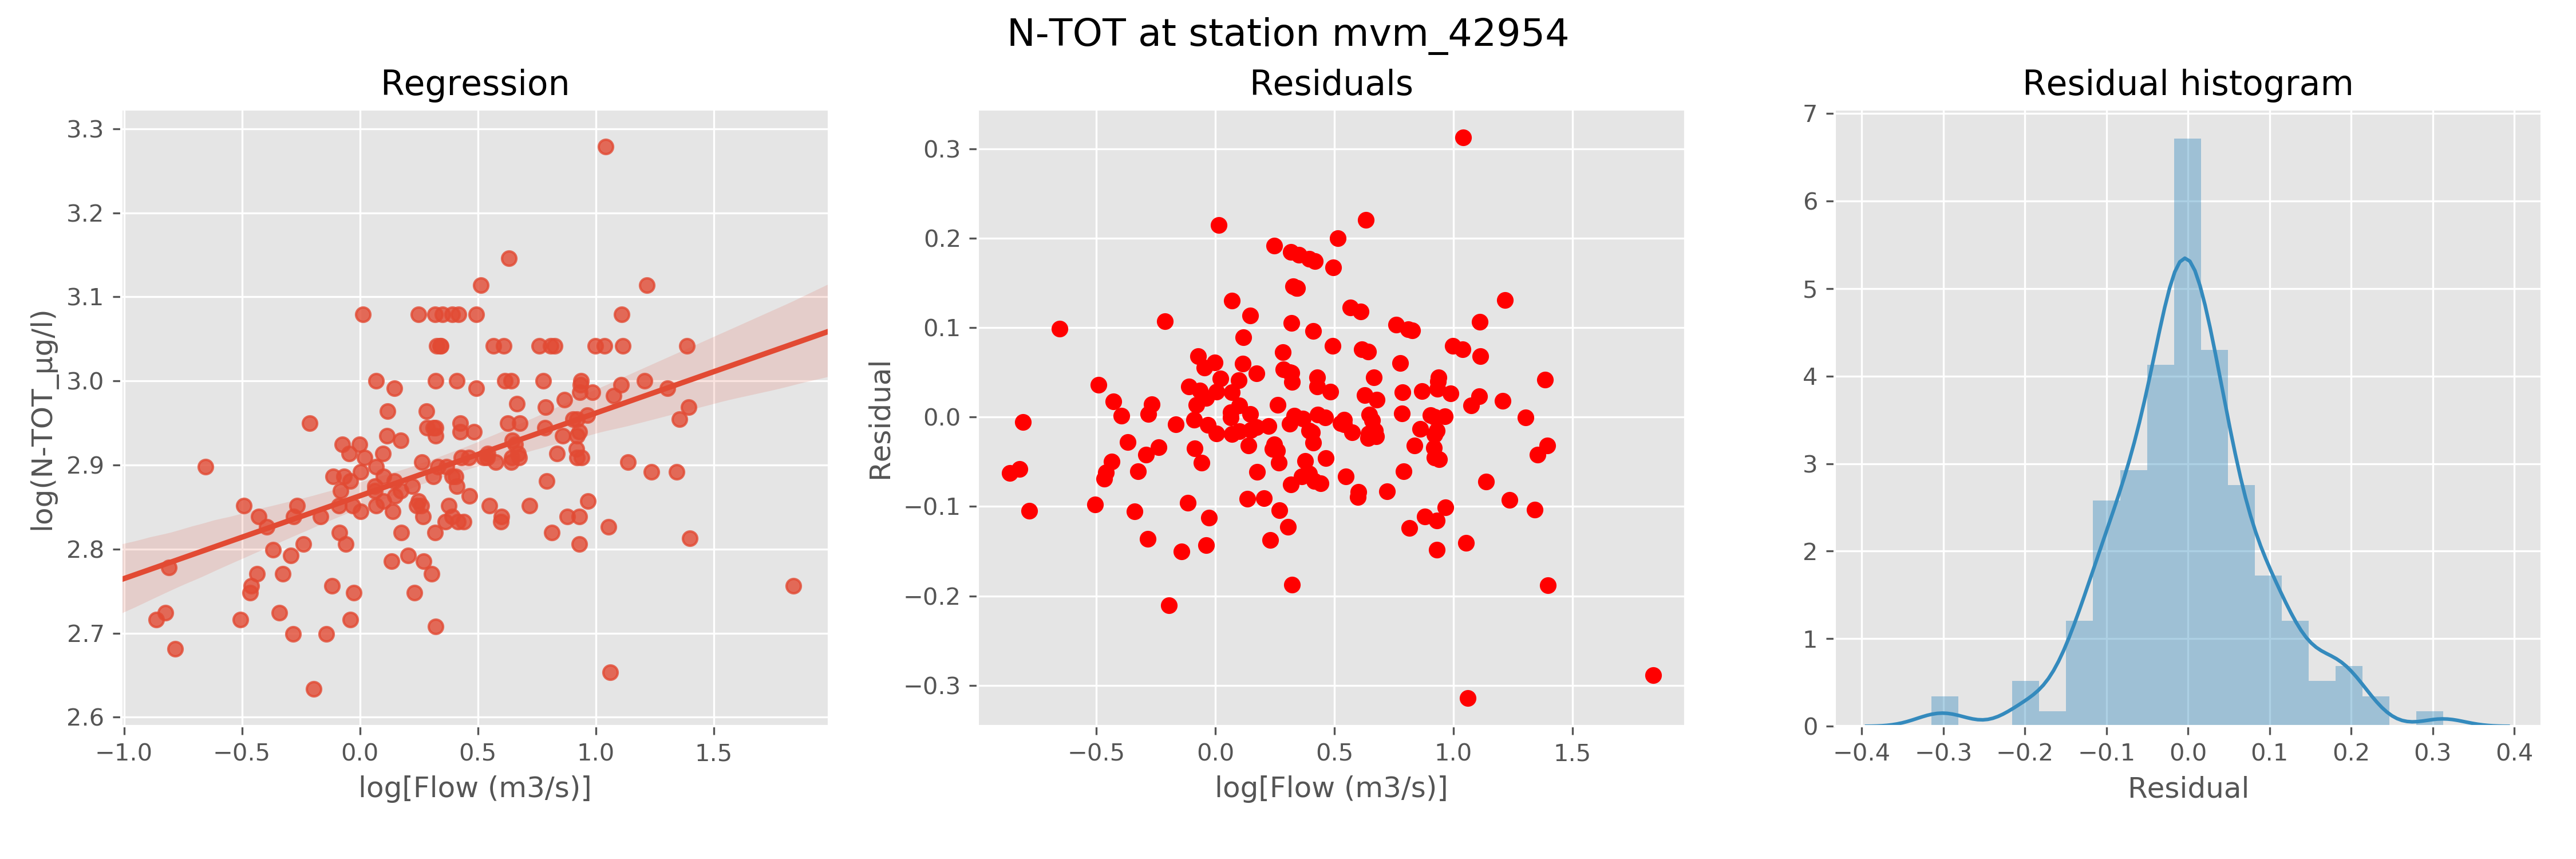 N-TOT at station mvm_42954
Regression
3.3
3.2
3.1
3.0
2.9
2.8
2.7
2.6
log(N-TOT_µg/l)
−1.0 −0.5 0.0 0.5 1.0 1.5
log[Flow (m3/s)]
Residuals
0.3
0.2
0.1
0.0
−0.1
−0.2
−0.3
Residual
−0.5 0.0 0.5 1.0 1.5
log[Flow (m3/s)]
Residual histogram
7
6
5
4
3
2
1
0
−0.4 −0.3 −0.2 −0.1 0.0 0.1 0.2 0.3 0.4
Residual